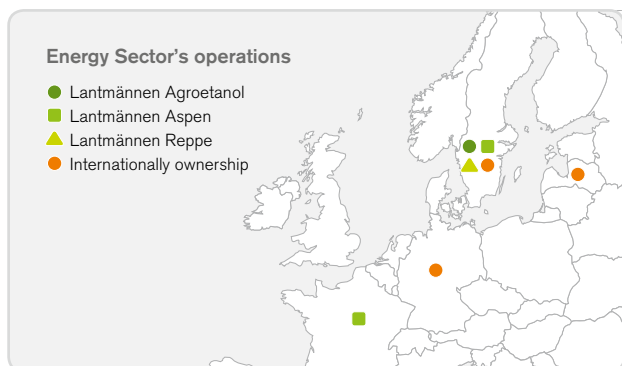 Energy Sector's operations
Lantmännen Agroetanol
Lantmännen Aspen
Lantmännen Reppe
Internationally ownership